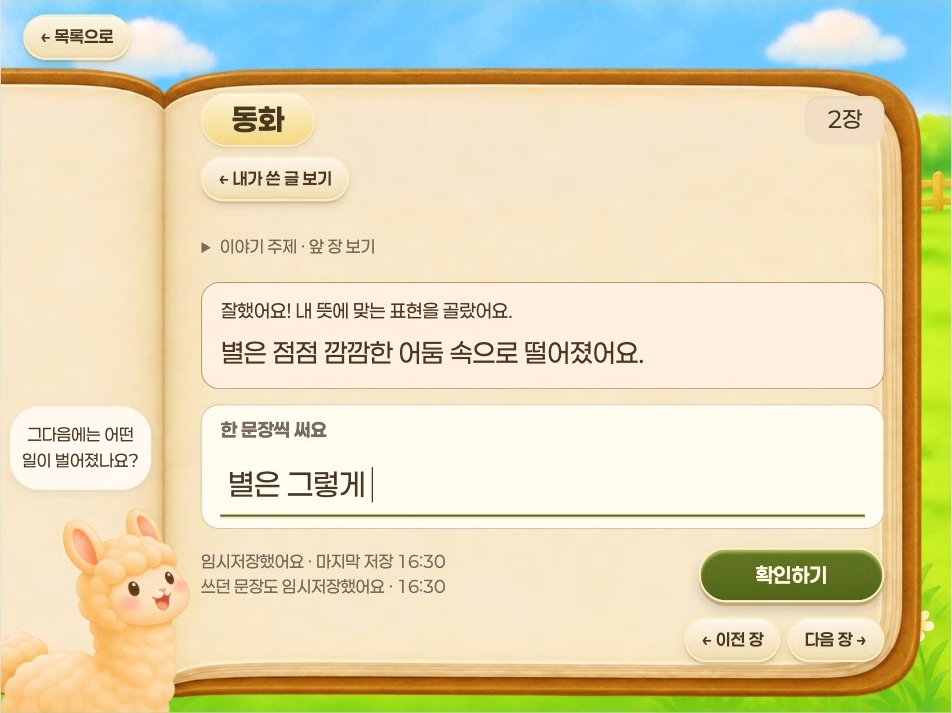 ← 목록으로
동화
2장
← 내가 쓴 글 보기
▶ 이야기 주제 · 앞 장 보기
잘했어요! 내 뜻에 맞는 표현을 골랐어요.
별은 점점 깜깜한 어둠 속으로 떨어졌어요.
그다음에는 어떤
일이 벌어졌나요?
한 문장씩 써요
별은 그렇게
임시저장했어요 · 마지막 저장 16:30
쓰던 문장도 임시저장했어요 · 16:30
확인하기
← 이전 장
다음 장 →